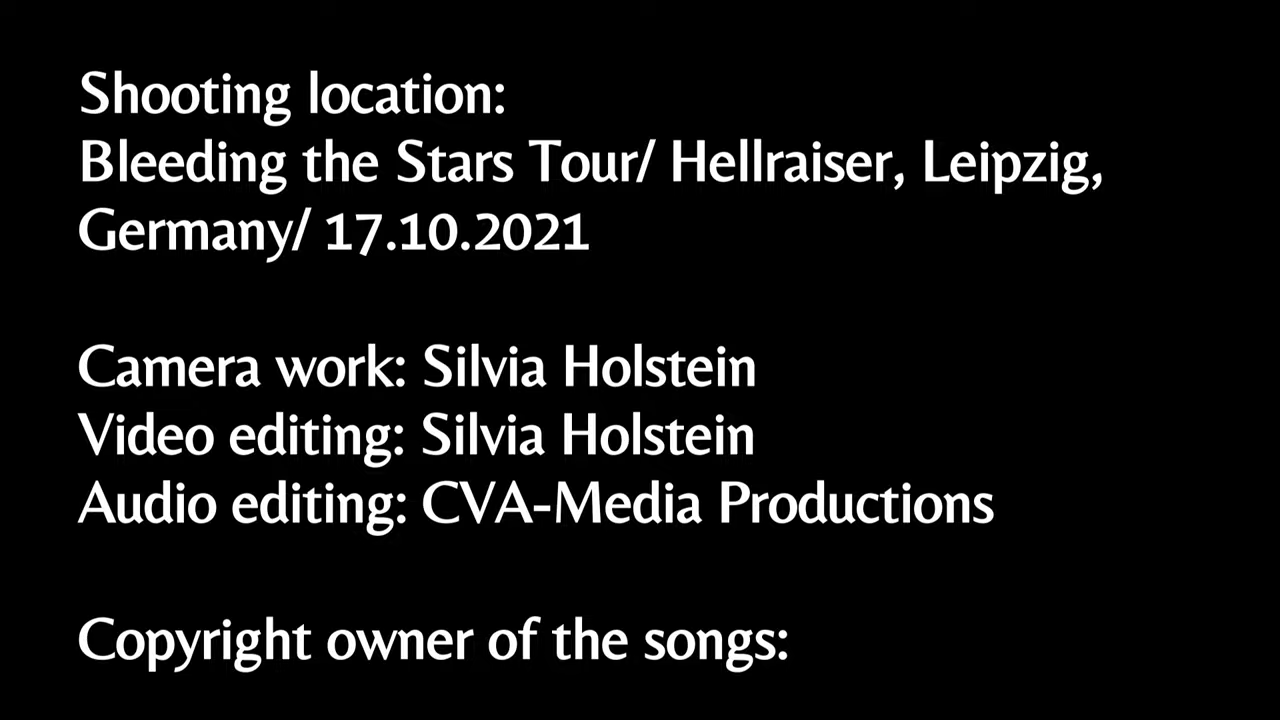 Shooting location:
Bleeding the Stars Tour/ Hellraiser, Leipzig,
Germany/ 17.10.2021
Camera work: Silvia Holstein
Video editing: Silvia Holstein
Audio editing: CVA-Media Productions
Copyright owner of the songs: